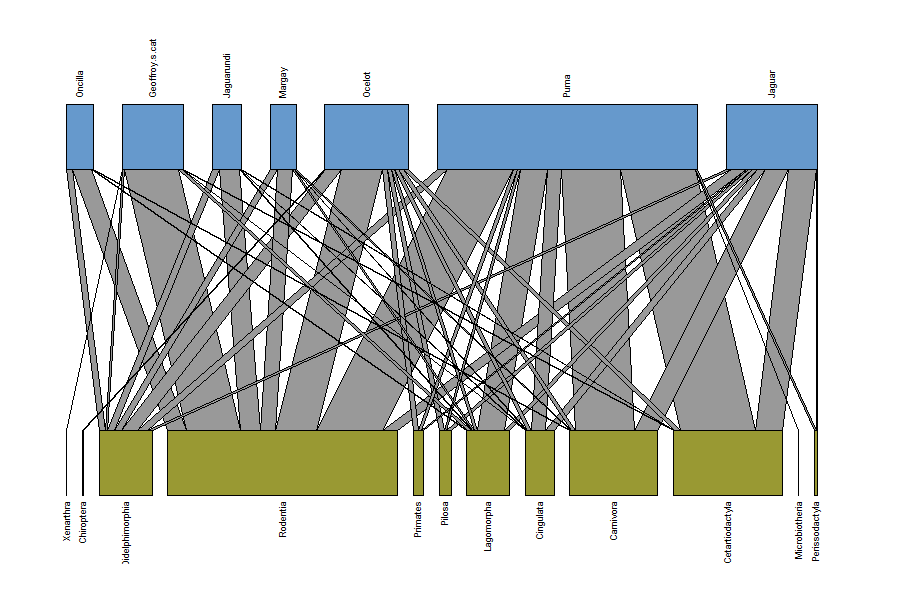 Oncilla
Geoffroy.s.cat
Jaguarundi
Margay
Ocelot
Puma
Jaguar
Xenarthra
Chiroptera
Didelphimorphia
Rodentia
Primates
Pilosa
Lagomorpha
Cingulata
Carnivora
Cetartiodactyla
Microbiotheria
Perissodactyla